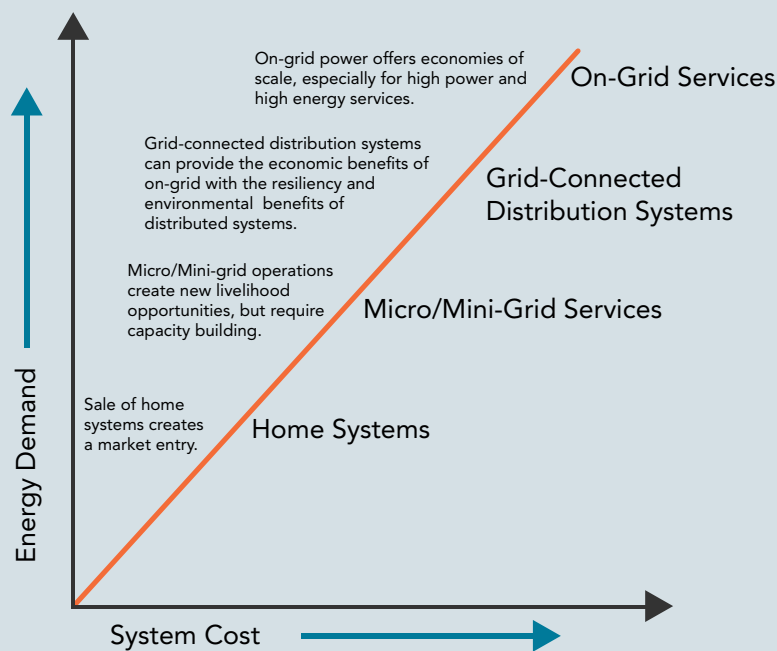 On-grid power offers economies of
scale, especially for high power and
high energy services.
On-Grid Services
Grid-connected distribution systems
can provide the economic benefits of
on-grid with the resiliency and
environmental benefits of
distributed systems.
Grid-Connected
Distribution Systems
Micro/Mini-grid operations
create new livelihood
opportunities, but require
capacity building.
Micro/Mini-Grid Services
Sale of home
systems creates
a market entry.
Home Systems
Energy Demand
System Cost